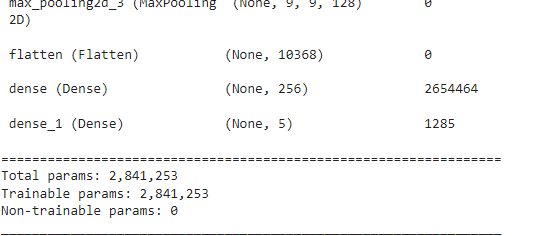 max_pooling2d_3 (MaxPooling (None, 9, 9, 128) 0
2D)
flatten (Flatten) (None, 10368) 0
dense (Dense) (None, 256) 2654464
dense_1 (Dense) (None, 5) 1285
=================================================================
Total params: 2,841,253
Trainable params: 2,841,253
Non-trainable params: 0
_________________________________________________________________